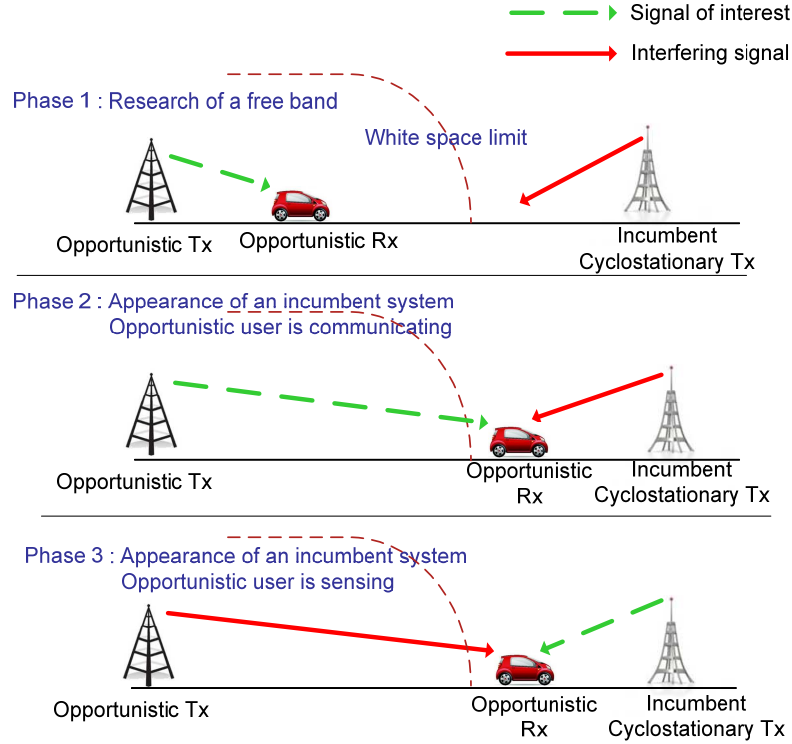 Signal of interest
Interfering signal
Phase 1 : Research of a free band
White space limit
Opportunistic Tx
Opportunistic Rx
Incumbent
Cyclostationary Tx
Phase 2 : Appearance of an incumbent system
Opportunistic user is communicating
Opportunistic Tx
Opportunistic
Rx
Incumbent
Cyclostationary Tx
Phase 3 : Appearance of an incumbent system
Opportunistic user is sensing
Opportunistic Tx
Opportunistic
Rx
Incumbent
Cyclostationary Tx